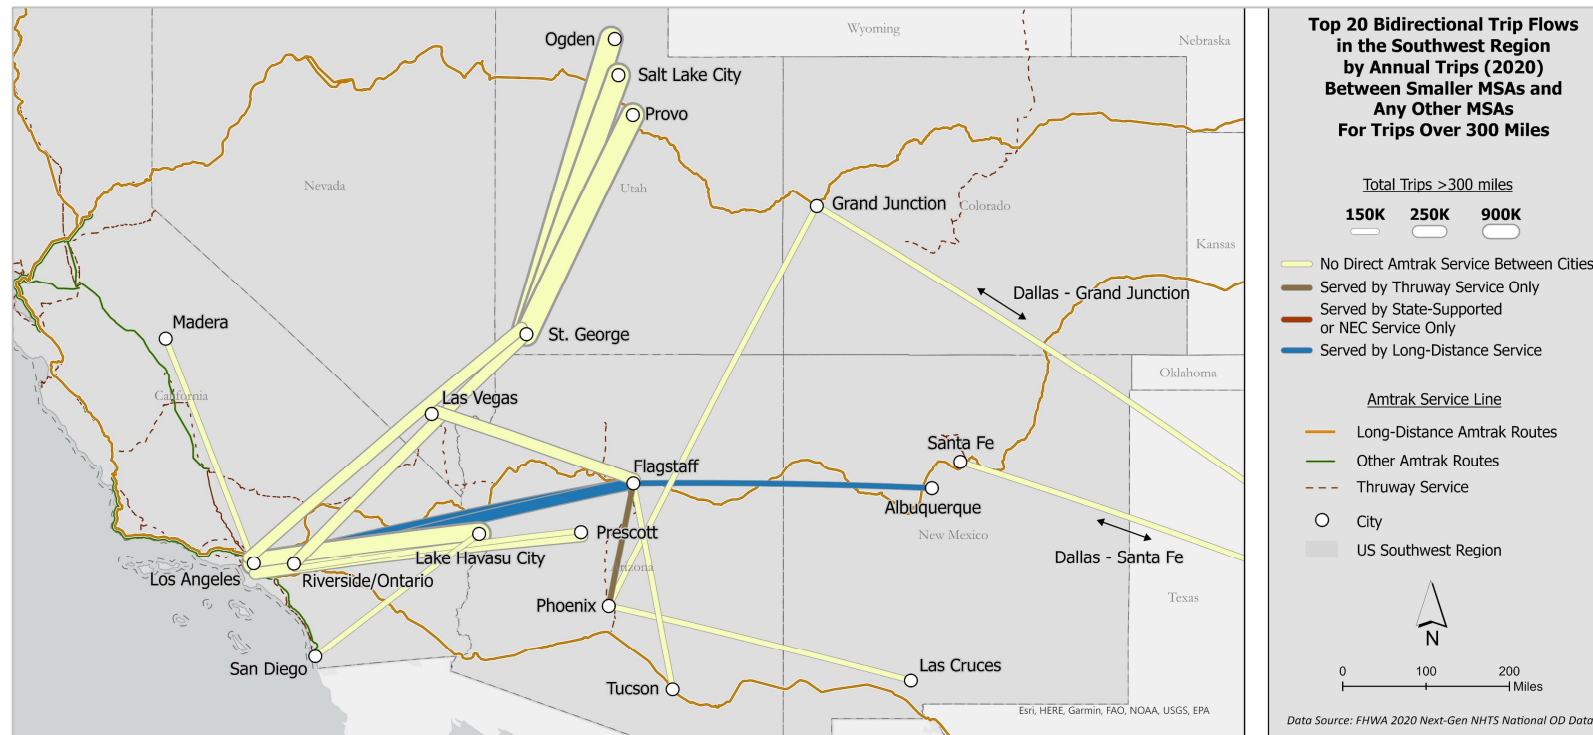 Wyoming
Nebraska
Ogden
Salt Lake City
Provo
Nevada
Utah
Grand Junction
Colorado
Kansas
Dallas - Grand Junction
Madera
St. George
California
Oklahoma
Las Vegas
Santa Fe
Flagstaff
Albuquerque
Prescott
New Mexico
Lake Havasu City
Dallas - Santa Fe
Los Angeles
Riverside/Ontario
Arizona
Phoenix
Texas
San Diego
Las Cruces
Tucson
Esri, HERE, Garmin, FAO, NOAA, USGS, EPA
Top 20 Bidirectional Trip Flows
in the Southwest Region
by Annual Trips (2020)
Between Smaller MSAs and
Any Other MSAs
For Trips Over 300 Miles
Total Trips >300 miles
150K 250K 900K
No Direct Amtrak Service Between Cities
Served by Thruway Service Only
Served by State-Supported
or NEC Service Only
Served by Long-Distance Service
Amtrak Service Line
Long-Distance Amtrak Routes
Other Amtrak Routes
Thruway Service
City
US Southwest Region
N
0 100 200
Miles
Data Source: FHWA 2020 Next-Gen NHTS National OD Data